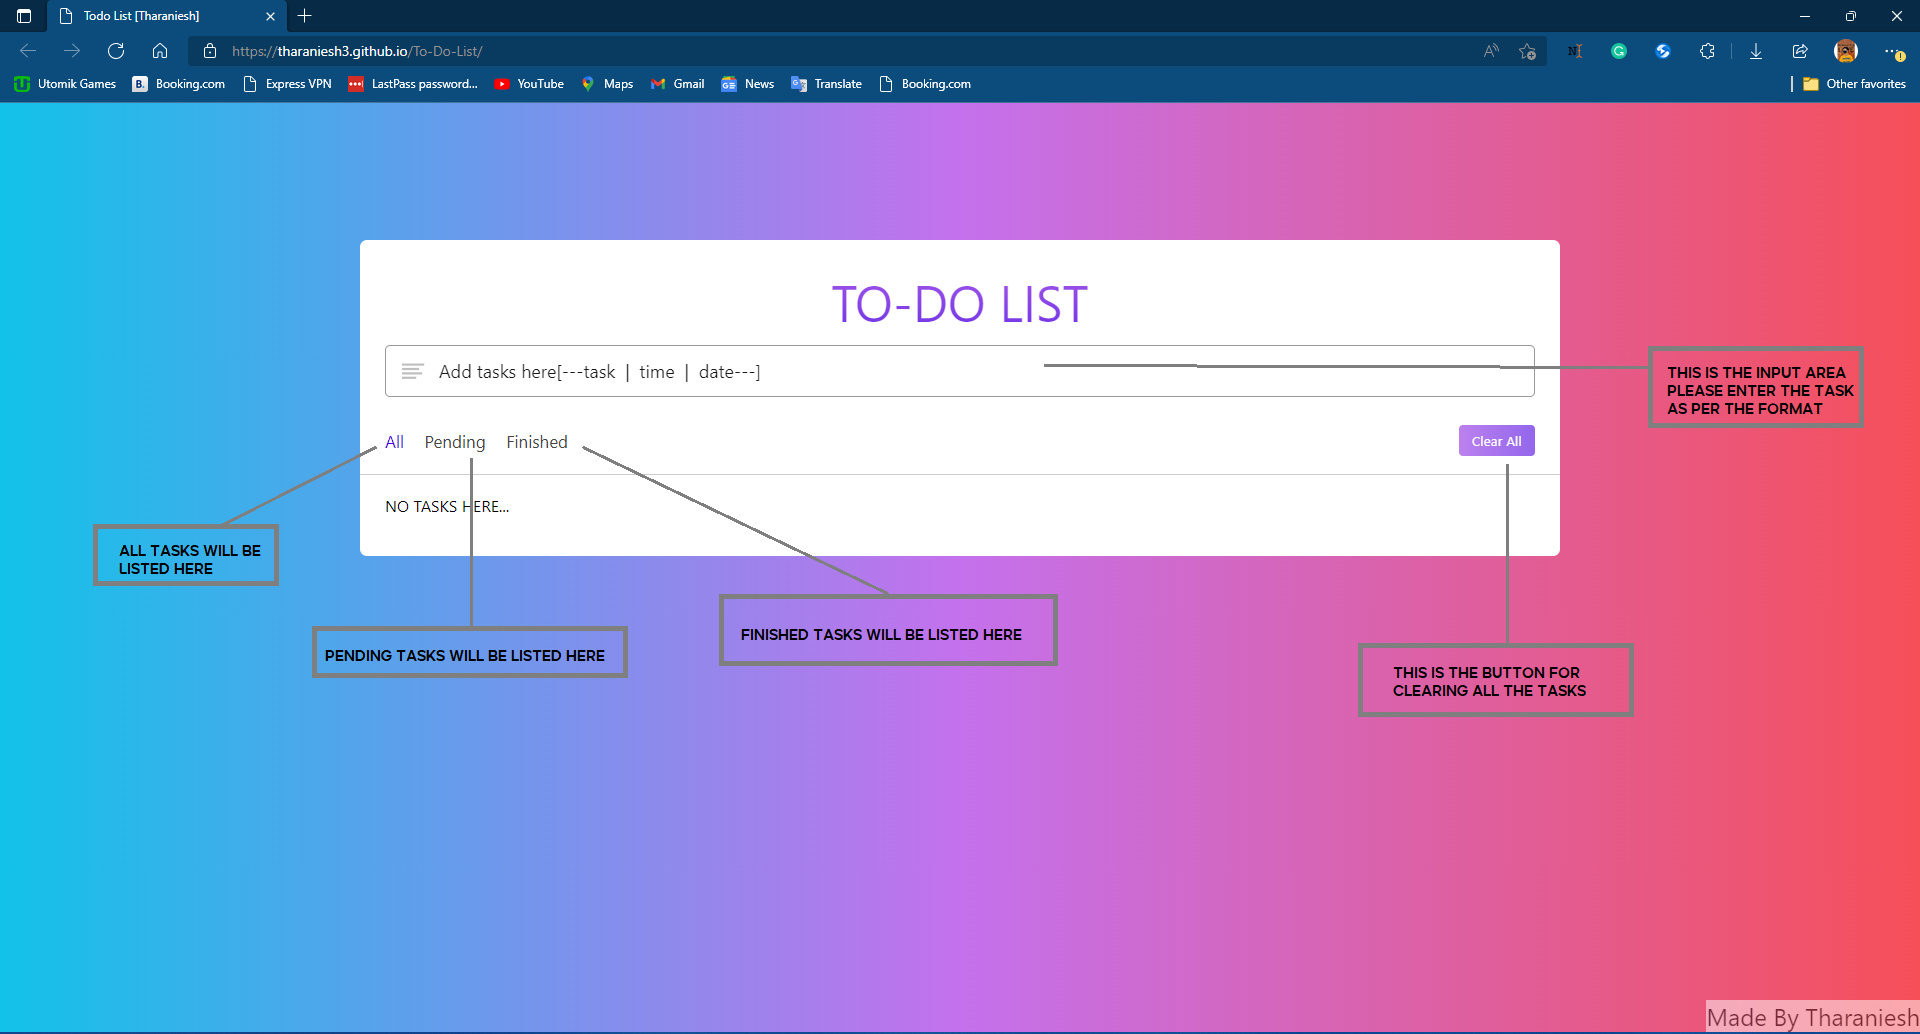 Todo List [Tharaniesh]
https://tharaniesh3.github.io/To-Do-List/
Utomik Games
Booking.com
Express VPN
LastPass password...
YouTube
Maps
Gmail
News
Translate
Booking.com
Other favorites
TO-DO LIST
Add tasks here[---task | time | date---]
THIS IS THE INPUT AREA
PLEASE ENTER THE TASK
AS PER THE FORMAT
All
Pending
Finished
Clear All
NO TASKS HERE...
ALL TASKS WILL BE
LISTED HERE
PENDING TASKS WILL BE LISTED HERE
FINISHED TASKS WILL BE LISTED HERE
THIS IS THE BUTTON FOR
CLEARING ALL THE TASKS
Made By Tharaniesh